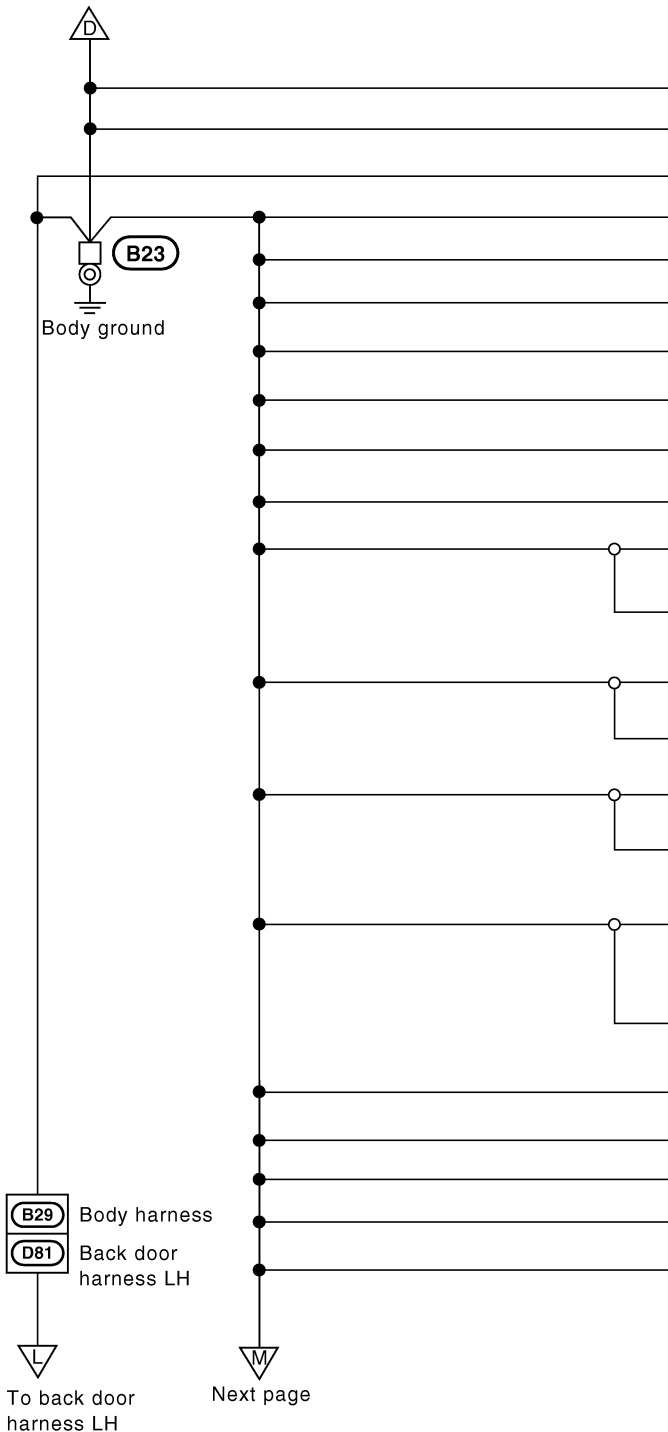 D
B23
Body ground
B29
Body harness
D81
Back door
harness LH
L
To back door
harness LH
M
Next page